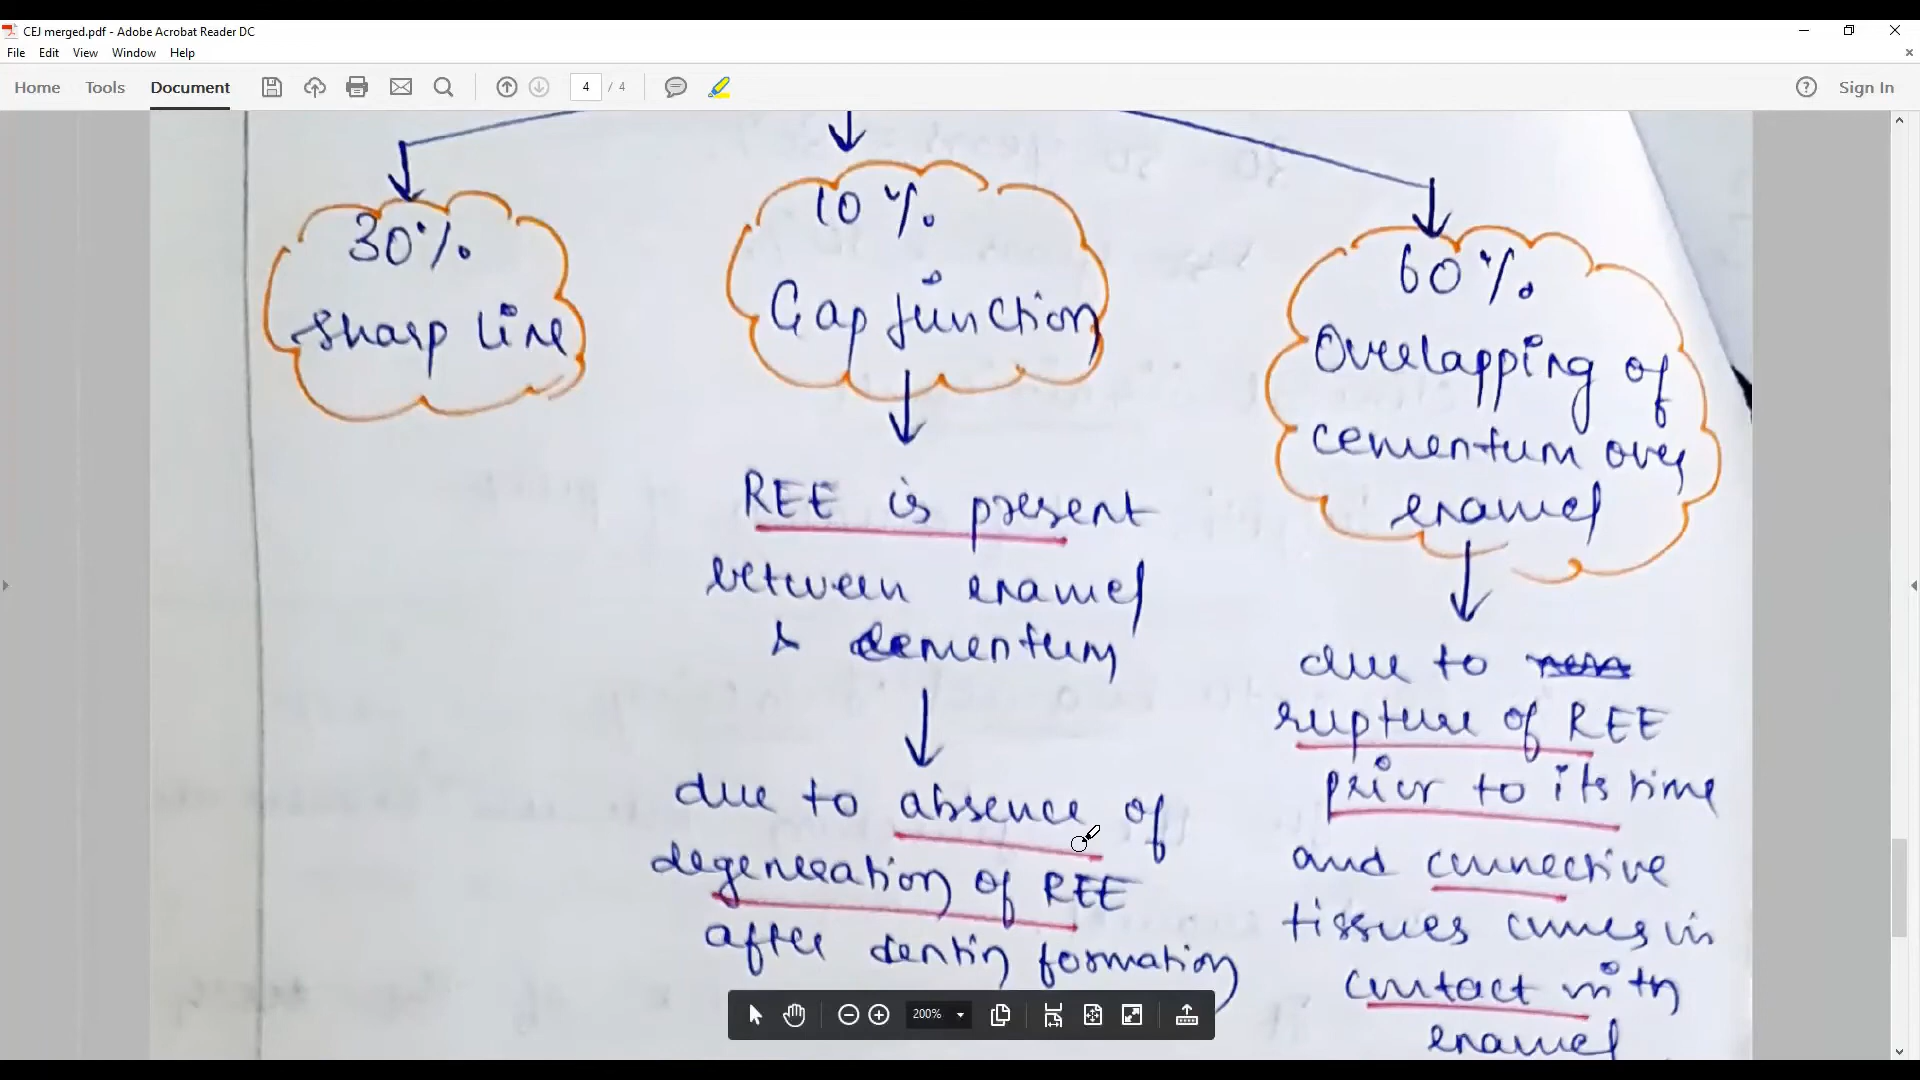 CEJ merged.pdf - Adobe Acrobat Reader DC
File Edit View Window Help
Home Tools Document 4 / 4 Sign In
30%
sharp line
10%
Gap junction
REE is present
between enamel
& cementum
due to absence of
degeneration of REE
after dentin formation
60%
Overlapping of
cementum over
enamel
due to
rupture of REE
prior to its time
and connective
tissues comes in
contact with
enamel
200%